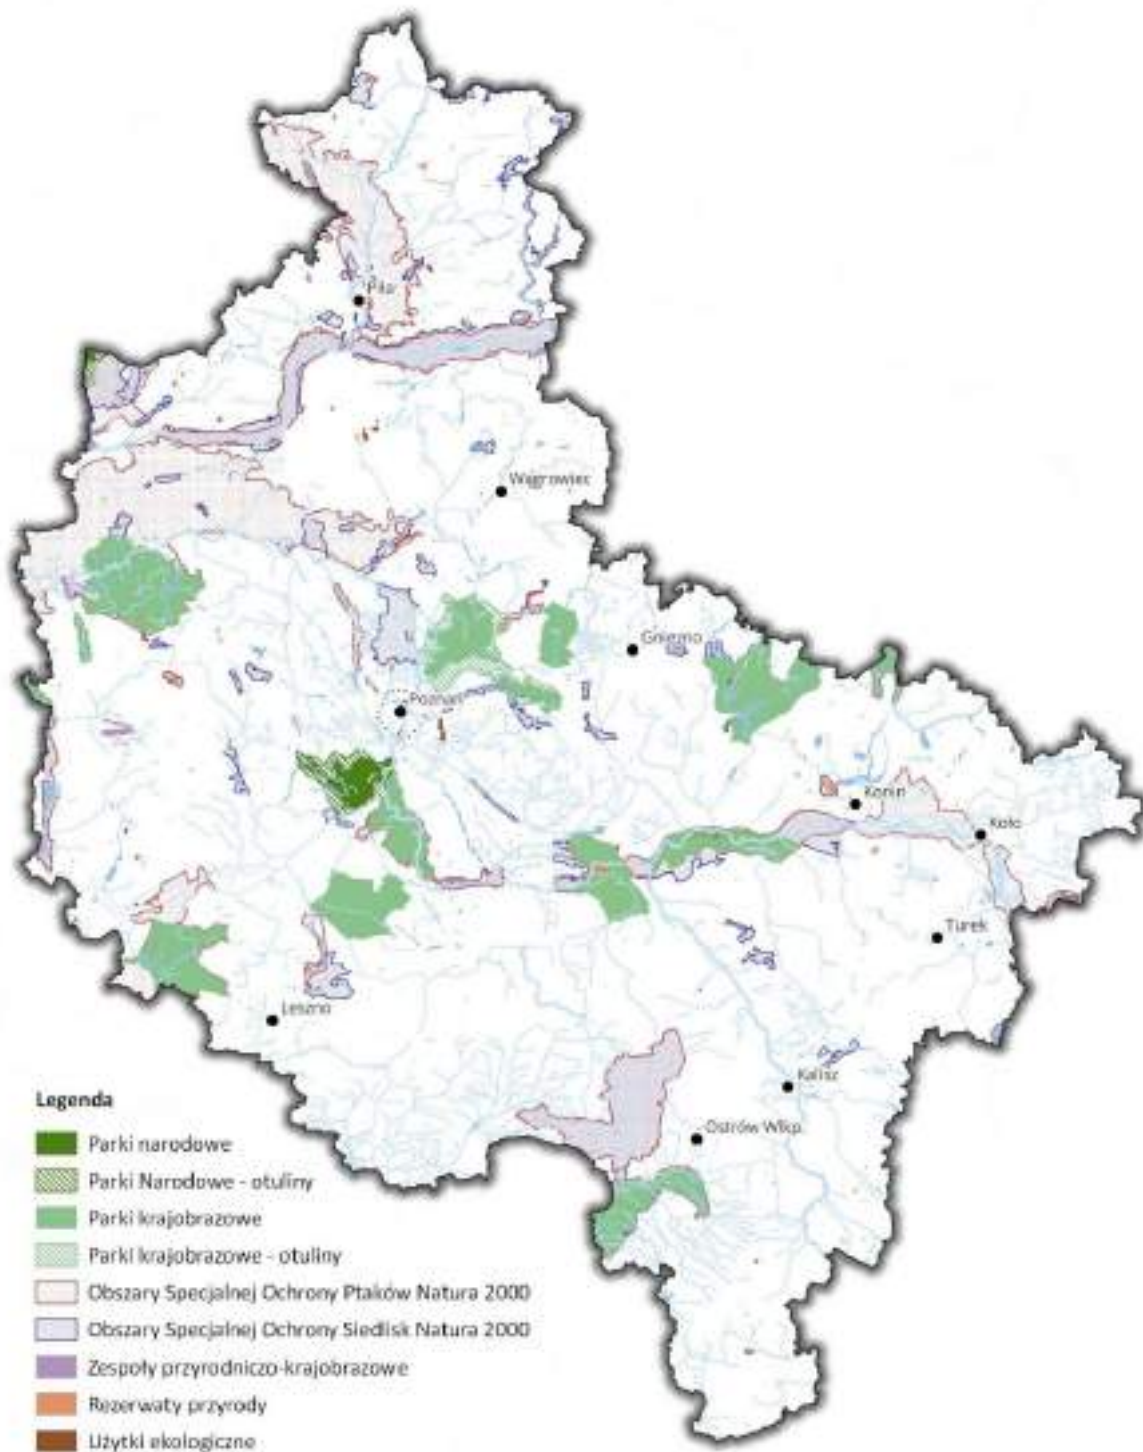 Piła
Wągrowiec
Gniezno
Poznań
Konin
Koło
Turek
Leszno
Kalisz
Ostrów Wlkp.
Legenda
Parki narodowe
Parki Narodowe - otuliny
Parki krajobrazowe
Parki krajobrazowe - otuliny
Obszary Specjalnej Ochrony Ptaków Natura 2000
Obszary Specjalnej Ochrony Siedlisk Natura 2000
Zespoły przyrodniczo-krajobrazowe
Rezerwaty przyrody
Użytki ekologiczne